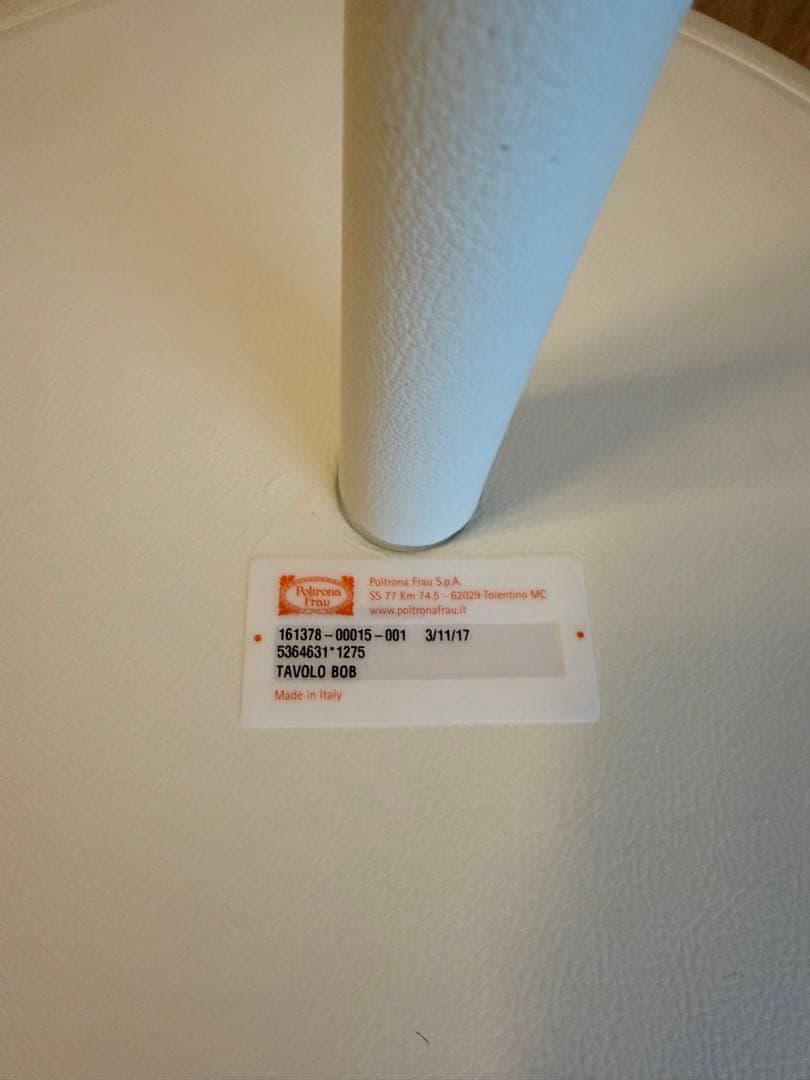 Poltrona
Frau
Poltrona Frau S.p.A.
SS 77 Km 74.5 - 62029 Tolentino MC
www.poltronafrau.it
161378-00015-001 3/11/17
5364631*1275
TAVOLO BOB
Made in Italy